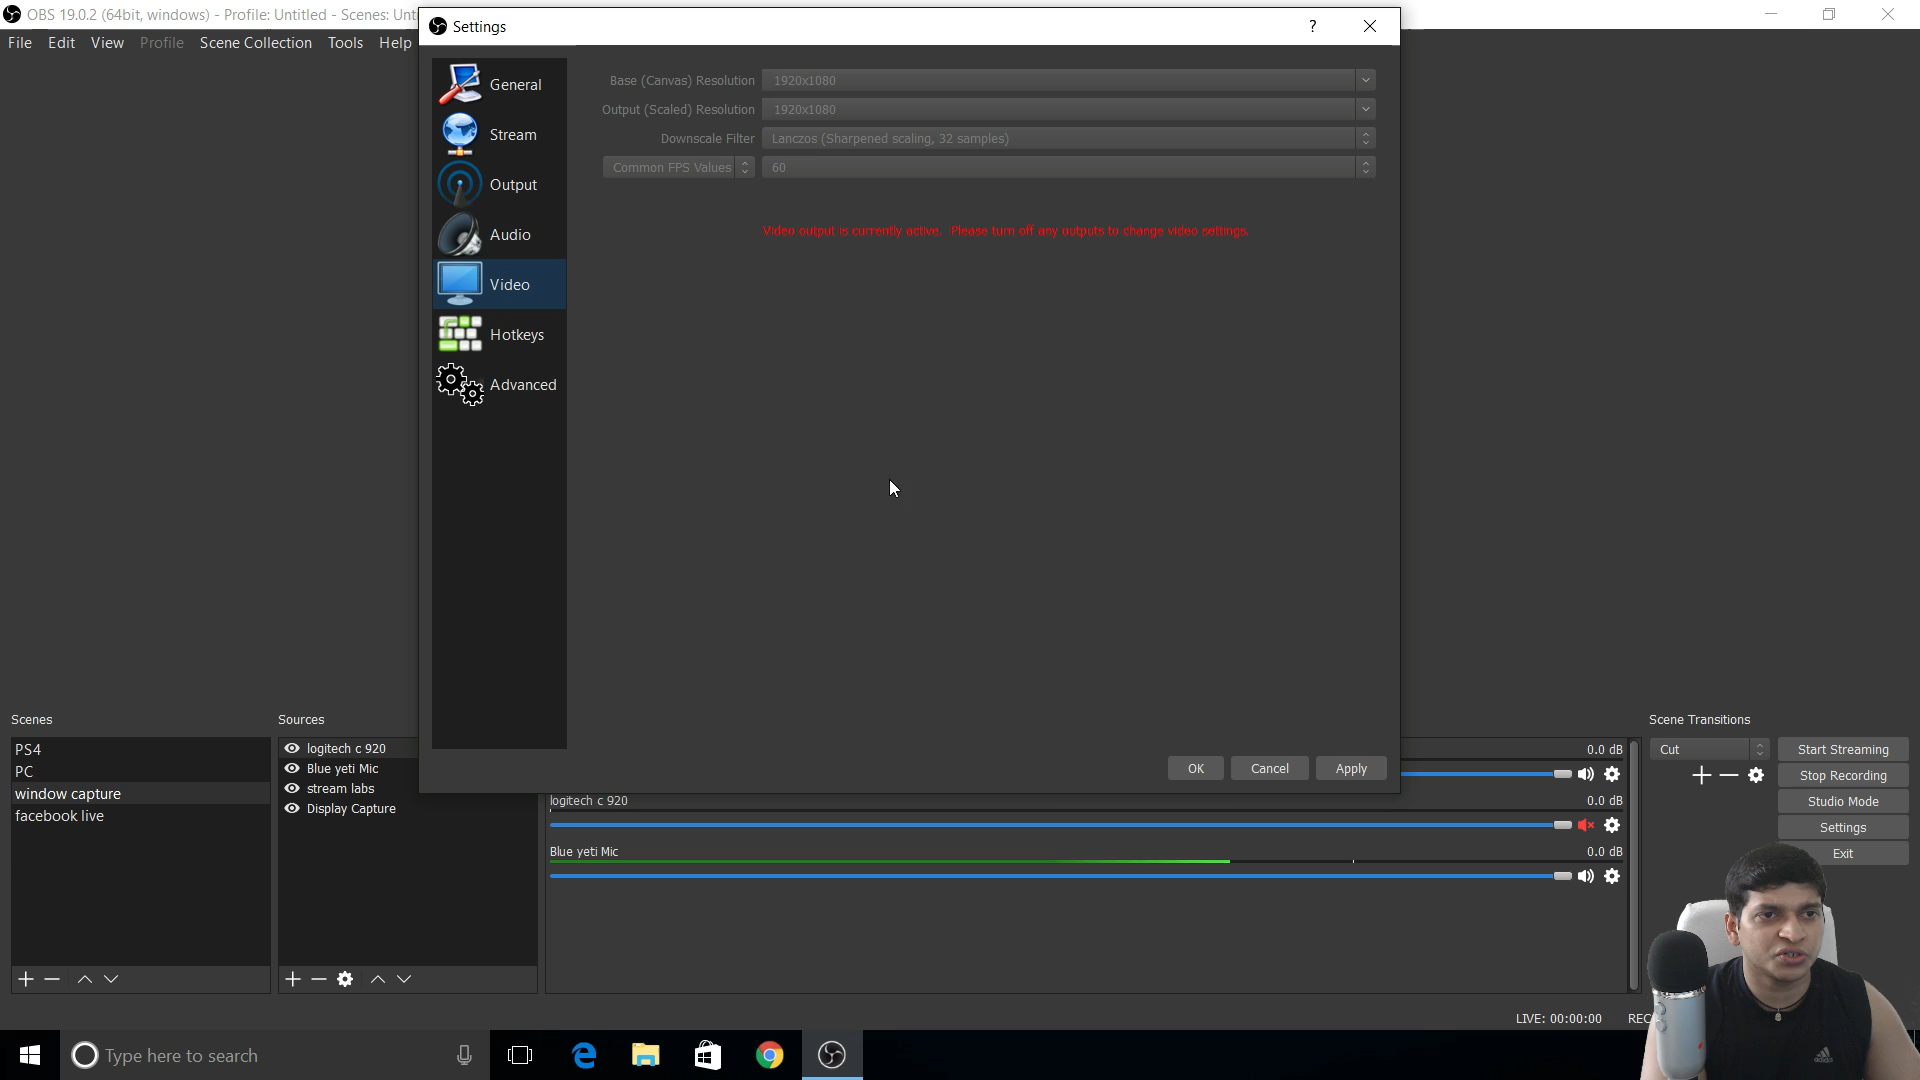 OBS 19.0.2 (64bit, windows) - Profile: Untitled - Scenes: Unt
File Edit View Profile Scene Collection Tools Help
Settings
?
General
Stream
Output
Audio
Video
Hotkeys
Advanced
Base (Canvas) Resolution 1920x1080
Output (Scaled) Resolution 1920x1080
Downscale Filter Lanczos (Sharpened scaling, 32 samples)
Common FPS Values 60
Video output is currently active. Please turn off any outputs to change video settings.
OK Cancel Apply
Scenes
PS4
PC
window capture
facebook live
Sources
logitech c 920
Blue yeti Mic
stream labs
Display Capture
0.0 dB
logitech c 920 0.0 dB
Blue yeti Mic 0.0 dB
Scene Transitions
Cut
Start Streaming
Stop Recording
Studio Mode
Settings
Exit
LIVE: 00:00:00 REC
Type here to search
adidas